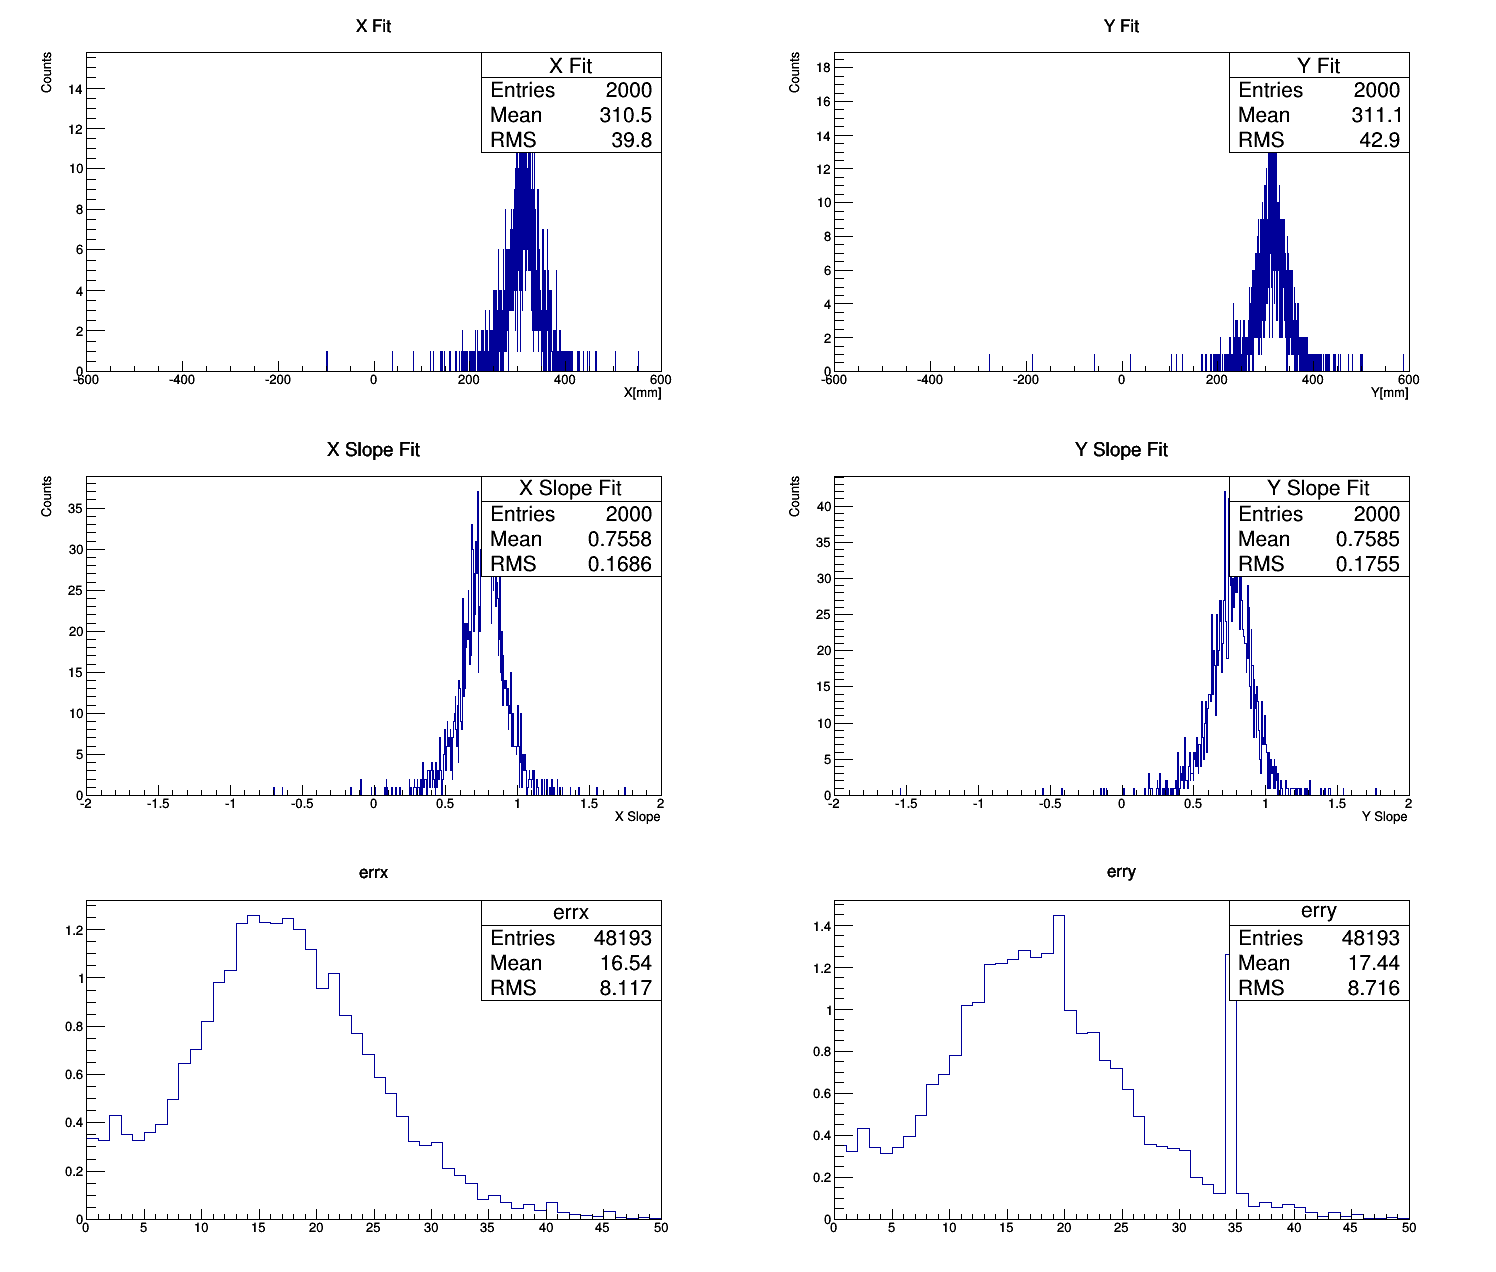 X Fit
Counts
X Fit
Entries 2000
Mean 310.5
RMS 39.8
14
12
10
8
6
4
2
0
-600 -400 -200 0 200 400 600
X[mm]
Y Fit
Counts
Y Fit
Entries 2000
Mean 311.1
RMS 42.9
18
16
14
12
10
8
6
4
2
0
-600 -400 -200 0 200 400 600
Y[mm]
X Slope Fit
Counts
X Slope Fit
Entries 2000
Mean 0.7558
RMS 0.1686
35
30
25
20
15
10
5
0
-2 -1.5 -1 -0.5 0 0.5 1 1.5 2
X Slope
Y Slope Fit
Counts
Y Slope Fit
Entries 2000
Mean 0.7585
RMS 0.1755
40
35
30
25
20
15
10
5
0
-2 -1.5 -1 -0.5 0 0.5 1 1.5 2
Y Slope
errx
errx
Entries 48193
Mean 16.54
RMS 8.117
1.2
1
0.8
0.6
0.4
0.2
0
0 5 10 15 20 25 30 35 40 45 50
erry
erry
Entries 48193
Mean 17.44
RMS 8.716
1.4
1.2
1
0.8
0.6
0.4
0.2
0
0 5 10 15 20 25 30 35 40 45 50